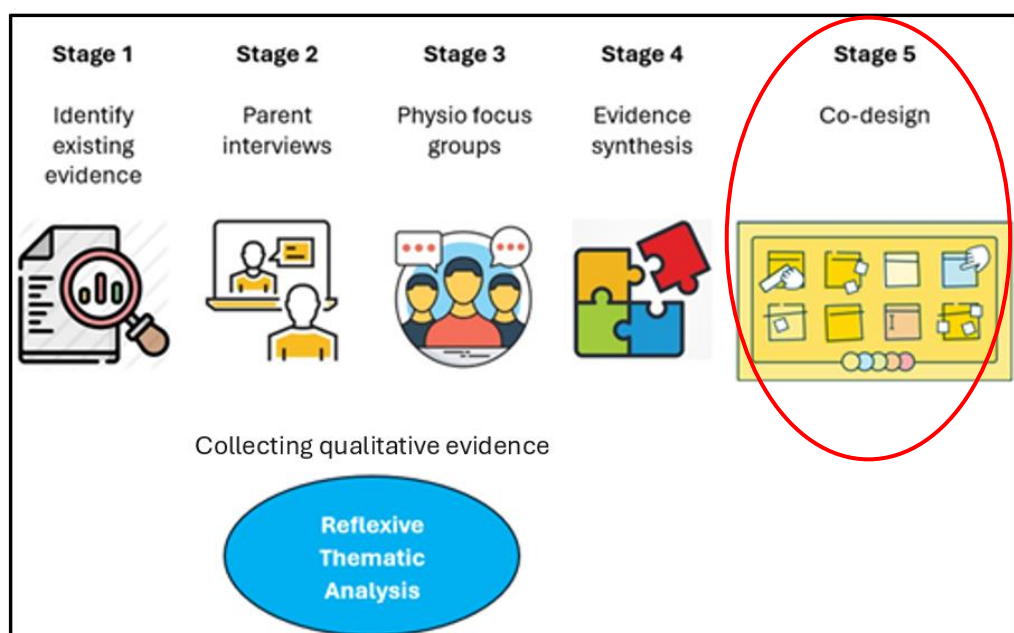 Stage 1
Identify
existing
evidence
Stage 2
Parent
interviews
Stage 3
Physio focus
groups
Stage 4
Evidence
synthesis
Stage 5
Co-design
Collecting qualitative evidence
Reflexive
Thematic
Analysis